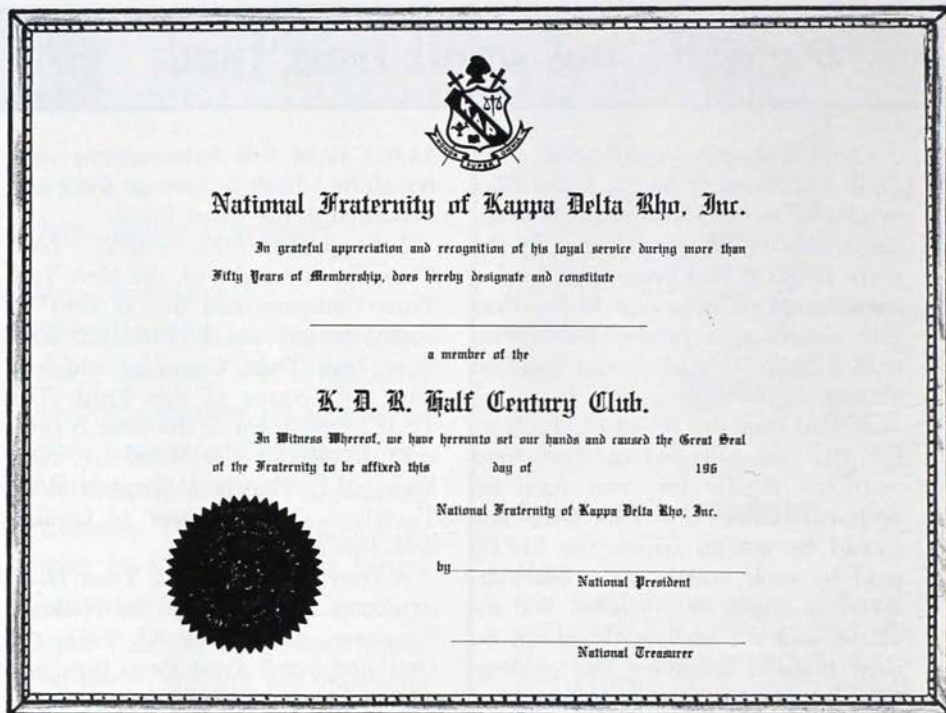 National Fraternity of Kappa Delta Rho, Inc.
In grateful appreciation and recognition of his loyal service during more than
Fifty Years of Membership, does hereby designate and constitute
a member of the
K. D. R. Half Century Club.
In Witness Whereof, we have hereunto set our hands and caused the Great Seal
of the Fraternity to be affixed this day of 196
National Fraternity of Kappa Delta Rho, Inc.
by
National President
National Treasurer